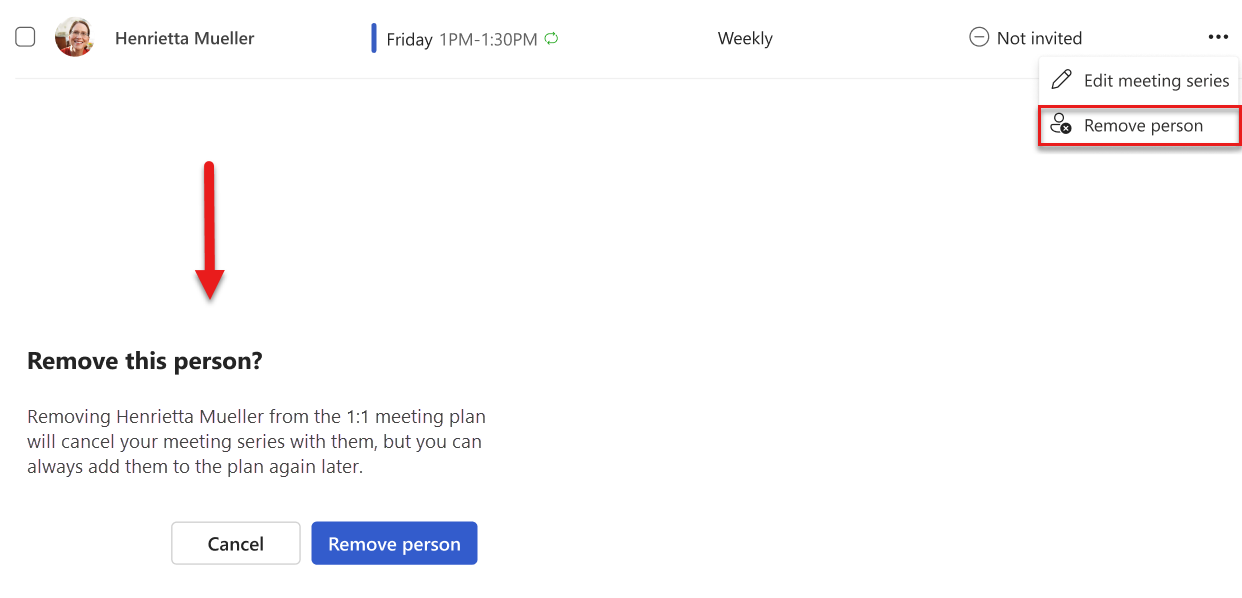 Henrietta Mueller Friday 1PM-1:30PM Weekly Not invited
Edit meeting series
Remove person
Remove this person?
Removing Henrietta Mueller from the 1:1 meeting plan
will cancel your meeting series with them, but you can
always add them to the plan again later.
Cancel Remove person